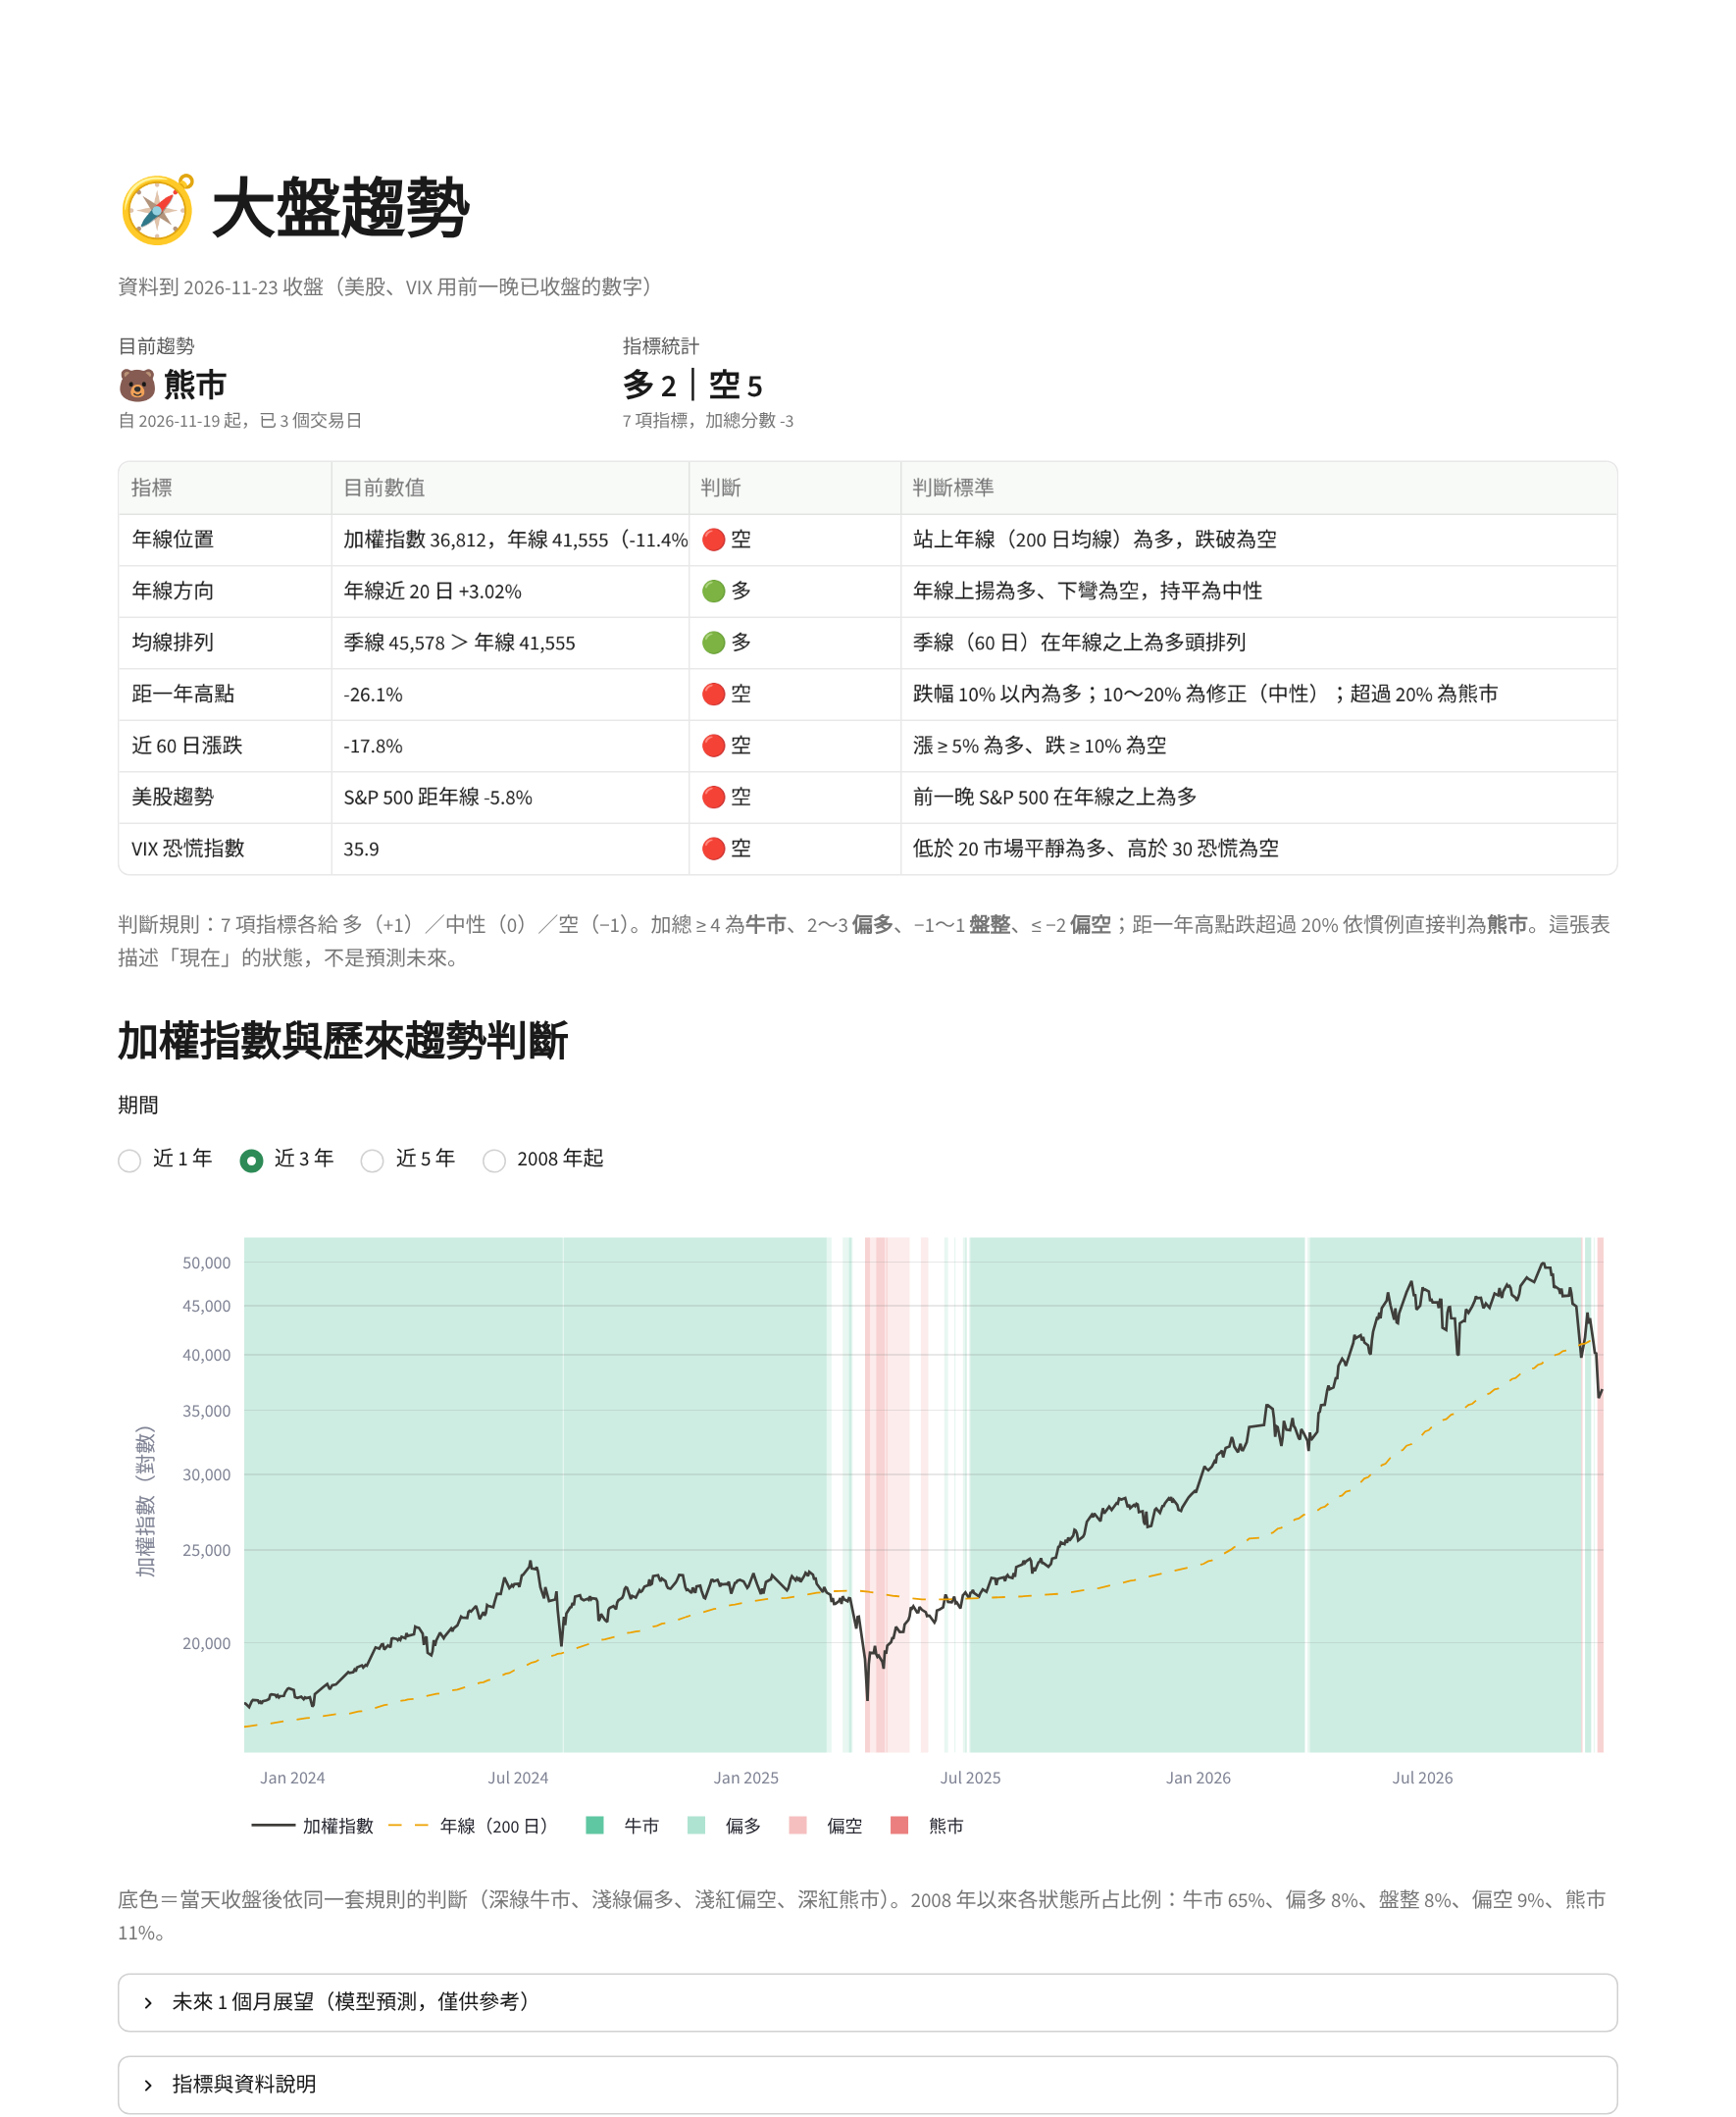 🧭 大盤趨勢
資料到 2026-11-23 收盤（美股、VIX 用前一晚已收盤的數字）
目前趨勢
🐻 熊市
自 2026-11-19 起，已 3 個交易日
指標統計
多 2｜空 5
7 項指標，加總分數 -3
指標 目前數值 判斷 判斷標準
年線位置 加權指數 36,812，年線 41,555（-11.4% 🔴 空 站上年線（200 日均線）為多，跌破為空
年線方向 年線近 20 日 +3.02% 🟢 多 年線上揚為多、下彎為空，持平為中性
均線排列 季線 45,578 ＞ 年線 41,555 🟢 多 季線（60 日）在年線之上為多頭排列
距一年高點 -26.1% 🔴 空 跌幅 10% 以內為多；10～20% 為修正（中性）；超過 20% 為熊市
近 60 日漲跌 -17.8% 🔴 空 漲 ≥ 5% 為多、跌 ≥ 10% 為空
美股趨勢 S&P 500 距年線 -5.8% 🔴 空 前一晚 S&P 500 在年線之上為多
VIX 恐慌指數 35.9 🔴 空 低於 20 市場平靜為多、高於 30 恐慌為空
判斷規則：7 項指標各給 多（+1）／中性（0）／空（−1）。加總 ≥ 4 為牛市、2～3 偏多、−1～1 盤整、≤ −2 偏空；距一年高點跌超過 20% 依慣例直接判為熊市。這張表
描述「現在」的狀態，不是預測未來。
加權指數與歷來趨勢判斷
期間
近 1 年 近 3 年 近 5 年 2008 年起
加權指數（對數）
50,000
45,000
40,000
35,000
30,000
25,000
20,000
Jan 2024 Jul 2024 Jan 2025 Jul 2025 Jan 2026 Jul 2026
加權指數 年線（200 日） 牛市 偏多 偏空 熊市
底色＝當天收盤後依同一套規則的判斷（深綠牛市、淺綠偏多、淺紅偏空、深紅熊市）。2008 年以來各狀態所占比例：牛市 65%、偏多 8%、盤整 8%、偏空 9%、熊市
11%。
未來 1 個月展望（模型預測，僅供參考）
指標與資料說明